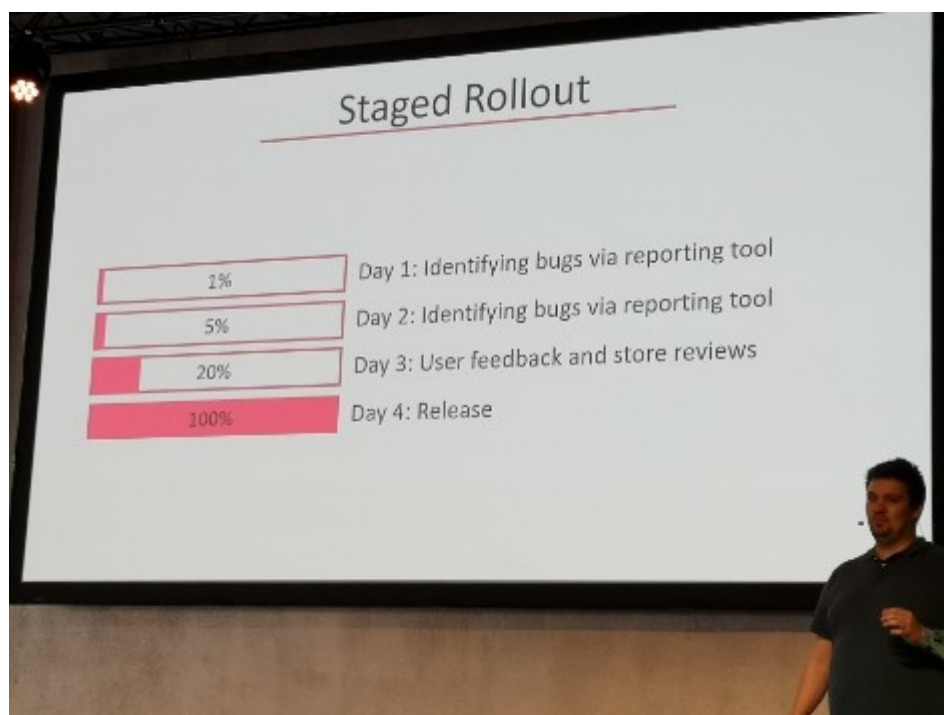 Staged Rollout
1% Day 1: Identifying bugs via reporting tool
5% Day 2: Identifying bugs via reporting tool
20% Day 3: User feedback and store reviews
100% Day 4: Release